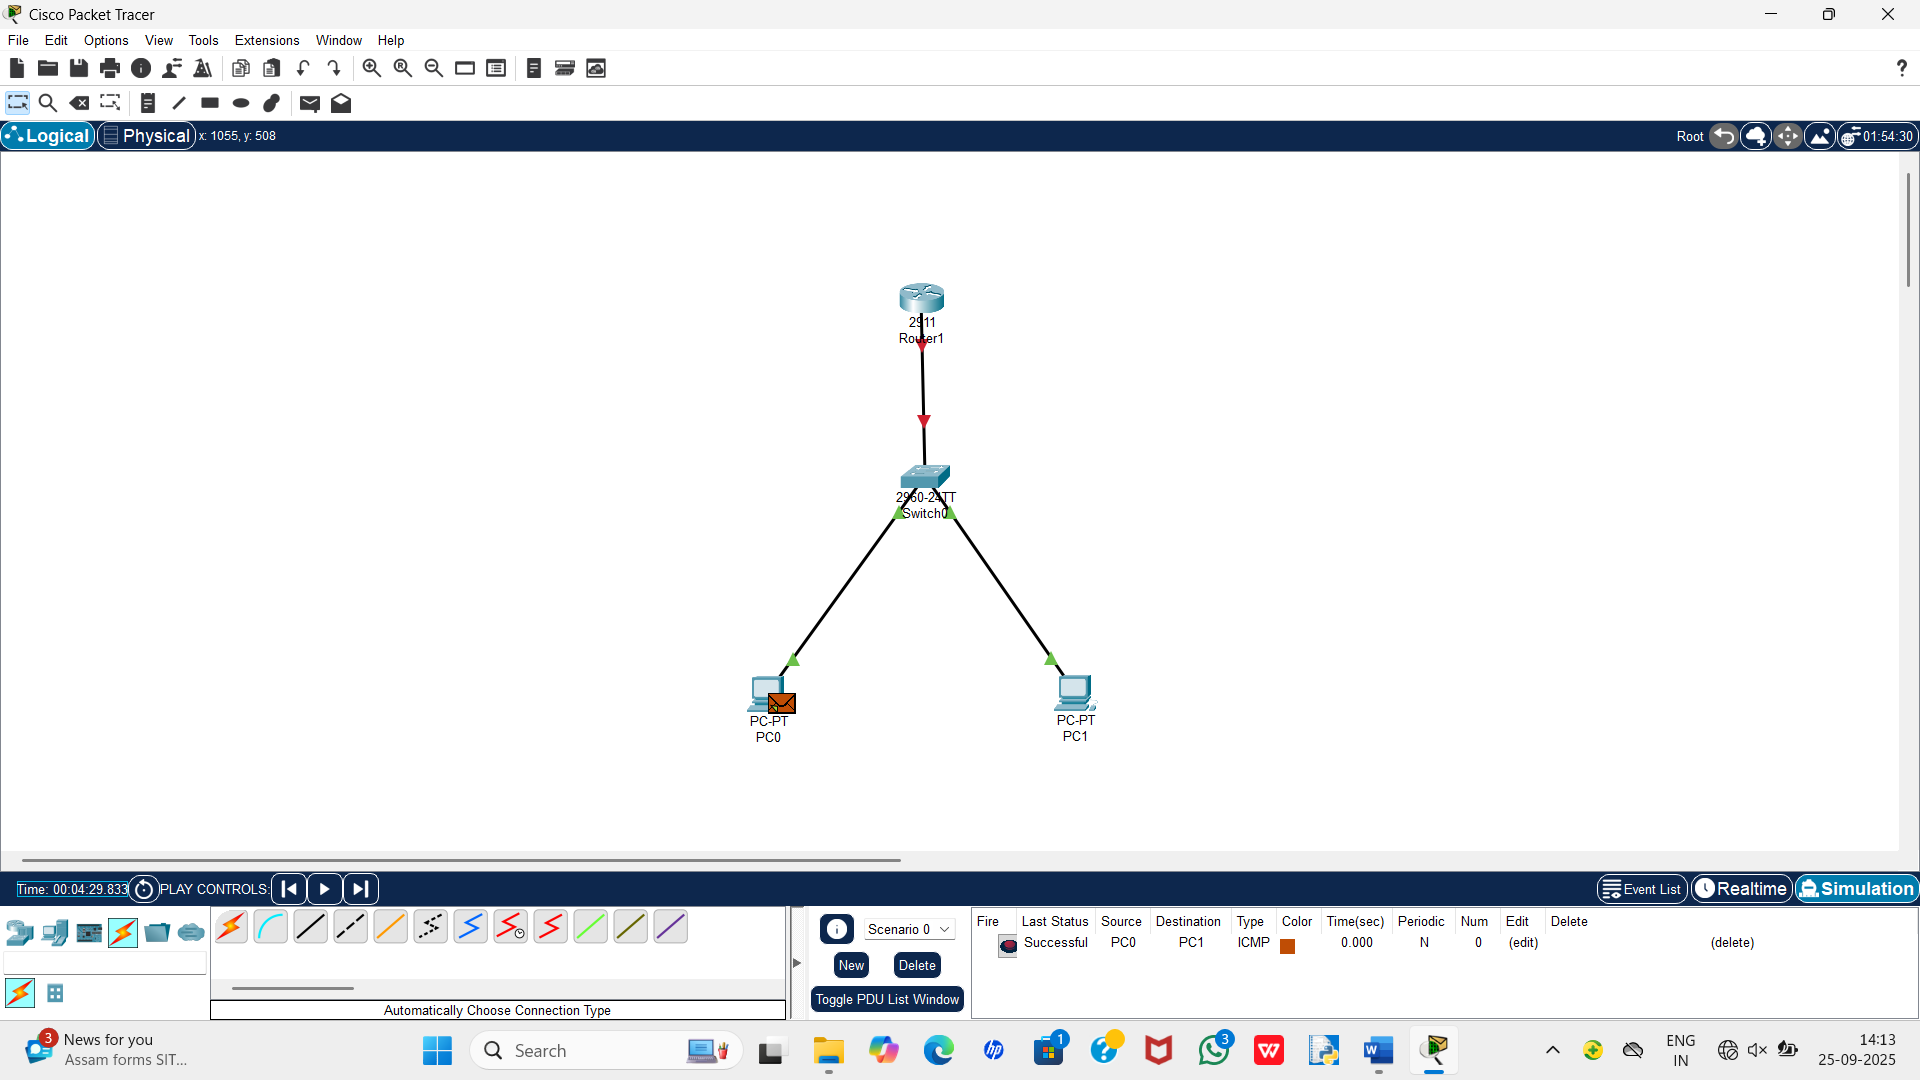 Cisco Packet Tracer
File Edit Options View Tools Extensions Window Help
?
Logical Physical x: 1055, y: 508 Root 01:54:30
2911
Router1
2960-24TT
Switch0
PC-PT
PC0
PC-PT
PC1
Time: 00:04:29.833 PLAY CONTROLS: Event List Realtime Simulation
Scenario 0
New Delete
Toggle PDU List Window
Fire Last Status Source Destination Type Color Time(sec) Periodic Num Edit Delete
Successful PC0 PC1 ICMP 0.000 N 0 (edit) (delete)
Automatically Choose Connection Type
3 News for you
Assam forms SIT...
Search
hp
1
?
3
W
W
ENG
IN
14:13
25-09-2025